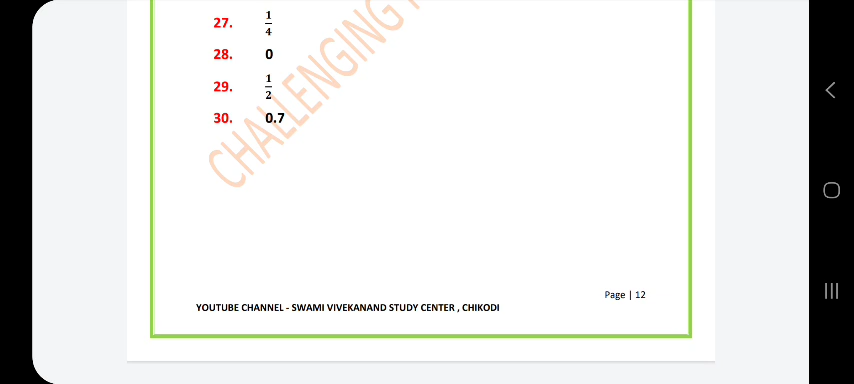 27. 1/4
28. 0
29. 1/2
30. 0.7
CHALLENGING
Page | 12
YOUTUBE CHANNEL - SWAMI VIVEKANAND STUDY CENTER , CHIKODI